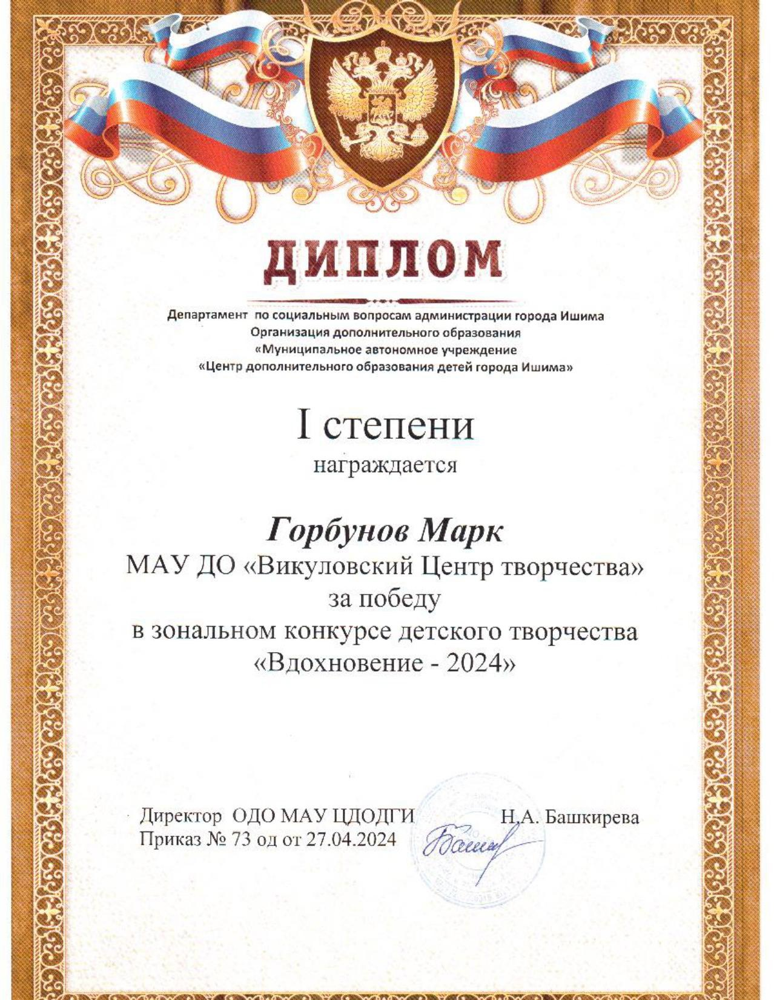 ДИПЛОМ
Департамент по социальным вопросам администрации города Ишима
Организация дополнительного образования
«Муниципальное автономное учреждение
«Центр дополнительного образования детей города Ишима»
I степени
награждается
Горбунов Марк
МАУ ДО «Викуловский Центр творчества»
за победу
в зональном конкурсе детского творчества
«Вдохновение - 2024»
Директор ОДО МАУ ЦДОДГИ Н.А. Башкирева
Приказ № 73 од от 27.04.2024